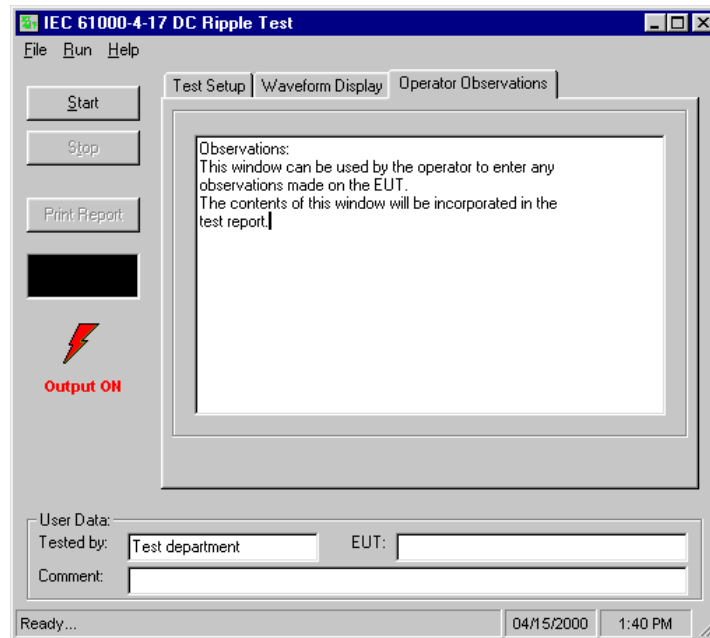 IEC 61000-4-17 DC Ripple Test
File Run Help
Start
Stop
Print Report
Output ON
Test Setup Waveform Display Operator Observations
Observations:
This window can be used by the operator to enter any
observations made on the EUT.
The contents of this window will be incorporated in the
test report.
User Data:
Tested by: Test department EUT:
Comment:
Ready... 04/15/2000 1:40 PM